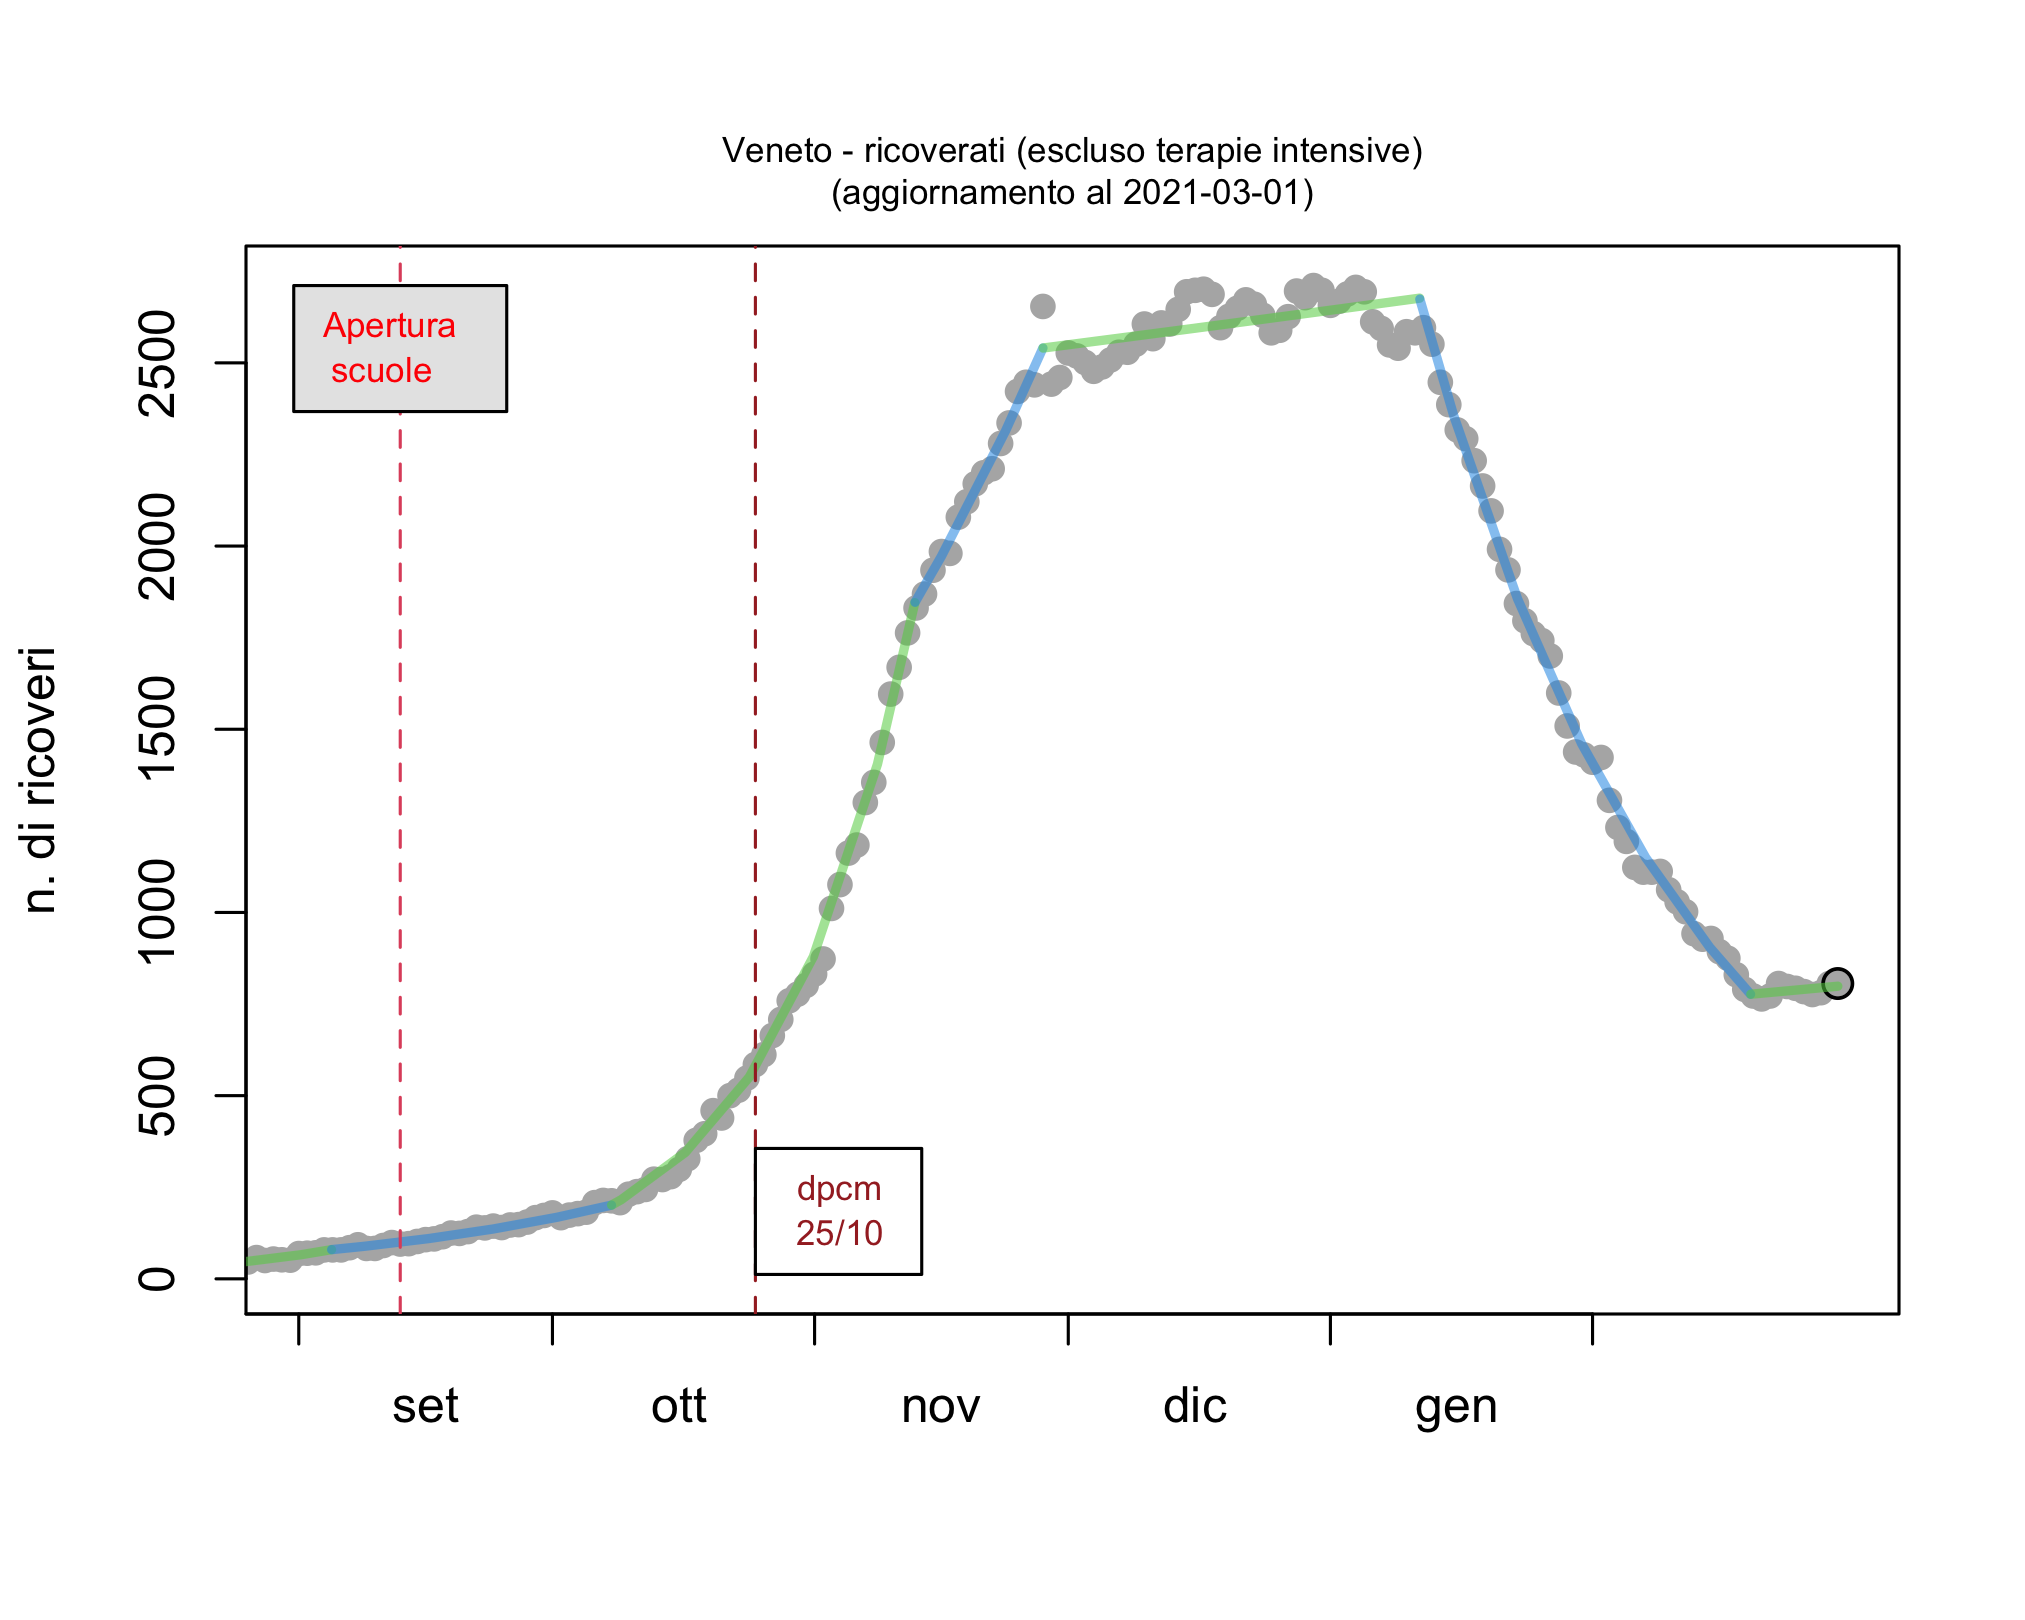 Veneto - ricoverati (escluso terapie intensive)
(aggiornamento al 2021-03-01)
Apertura
scuole
n. di ricoveri
2500
2000
1500
1000
500
0
dpcm
25/10
set ott nov dic gen